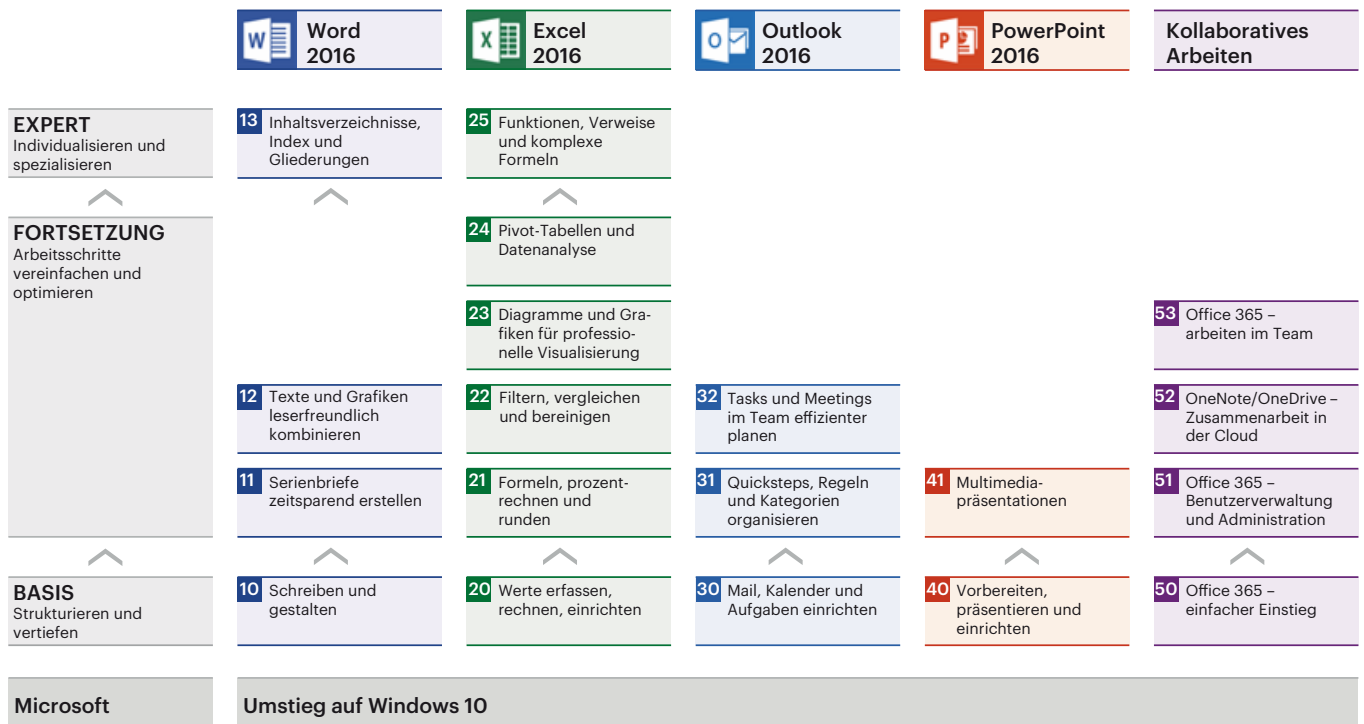 Word
2016
Excel
2016
Outlook
2016
PowerPoint
2016
Kollaboratives
Arbeiten
EXPERT
Individualisieren und
spezialisieren
13 Inhaltsverzeichnisse,
Index und
Gliederungen
25 Funktionen, Verweise
und komplexe
Formeln
FORTSETZUNG
Arbeitsschritte
vereinfachen und
optimieren
24 Pivot-Tabellen und
Datenanalyse
23 Diagramme und Gra-
fiken für professio-
nelle Visualisierung
53 Office 365 –
arbeiten im Team
12 Texte und Grafiken
leserfreundlich
kombinieren
22 Filtern, vergleichen
und bereinigen
32 Tasks und Meetings
im Team effizienter
planen
52 OneNote/OneDrive –
Zusammenarbeit in
der Cloud
11 Serienbriefe
zeitsparend erstellen
21 Formeln, prozent-
rechnen und
runden
31 Quicksteps, Regeln
und Kategorien
organisieren
41 Multimedia-
präsentationen
51 Office 365 –
Benutzerverwaltung
und Administration
BASIS
Strukturieren und
vertiefen
10 Schreiben und
gestalten
20 Werte erfassen,
rechnen, einrichten
30 Mail, Kalender und
Aufgaben einrichten
40 Vorbereiten,
präsentieren und
einrichten
50 Office 365 –
einfacher Einstieg
Microsoft
Umstieg auf Windows 10